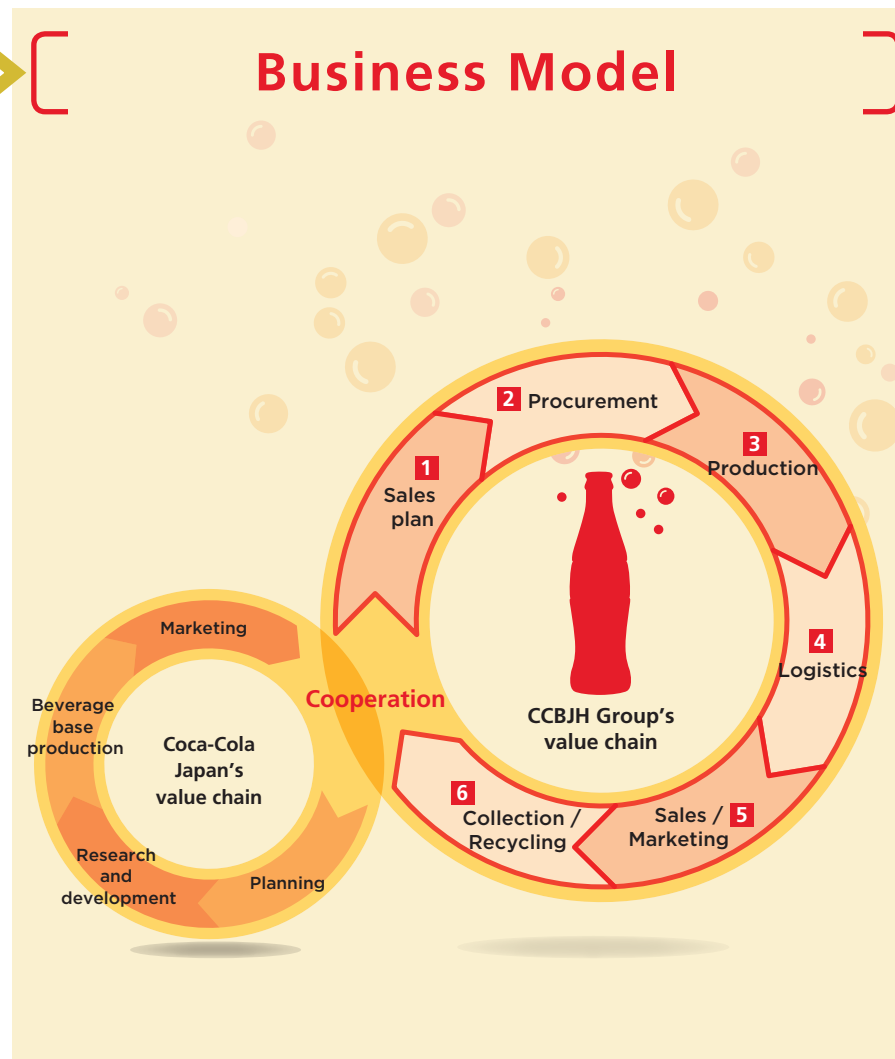 Business Model
1
Sales
plan
2 Procurement
3
Production
4
Logistics
Sales / 5
Marketing
6
Collection /
Recycling
CCBJH Group's
value chain
Cooperation
Marketing
Beverage
base
production
Research
and
development
Planning
Coca-Cola
Japan's
value chain